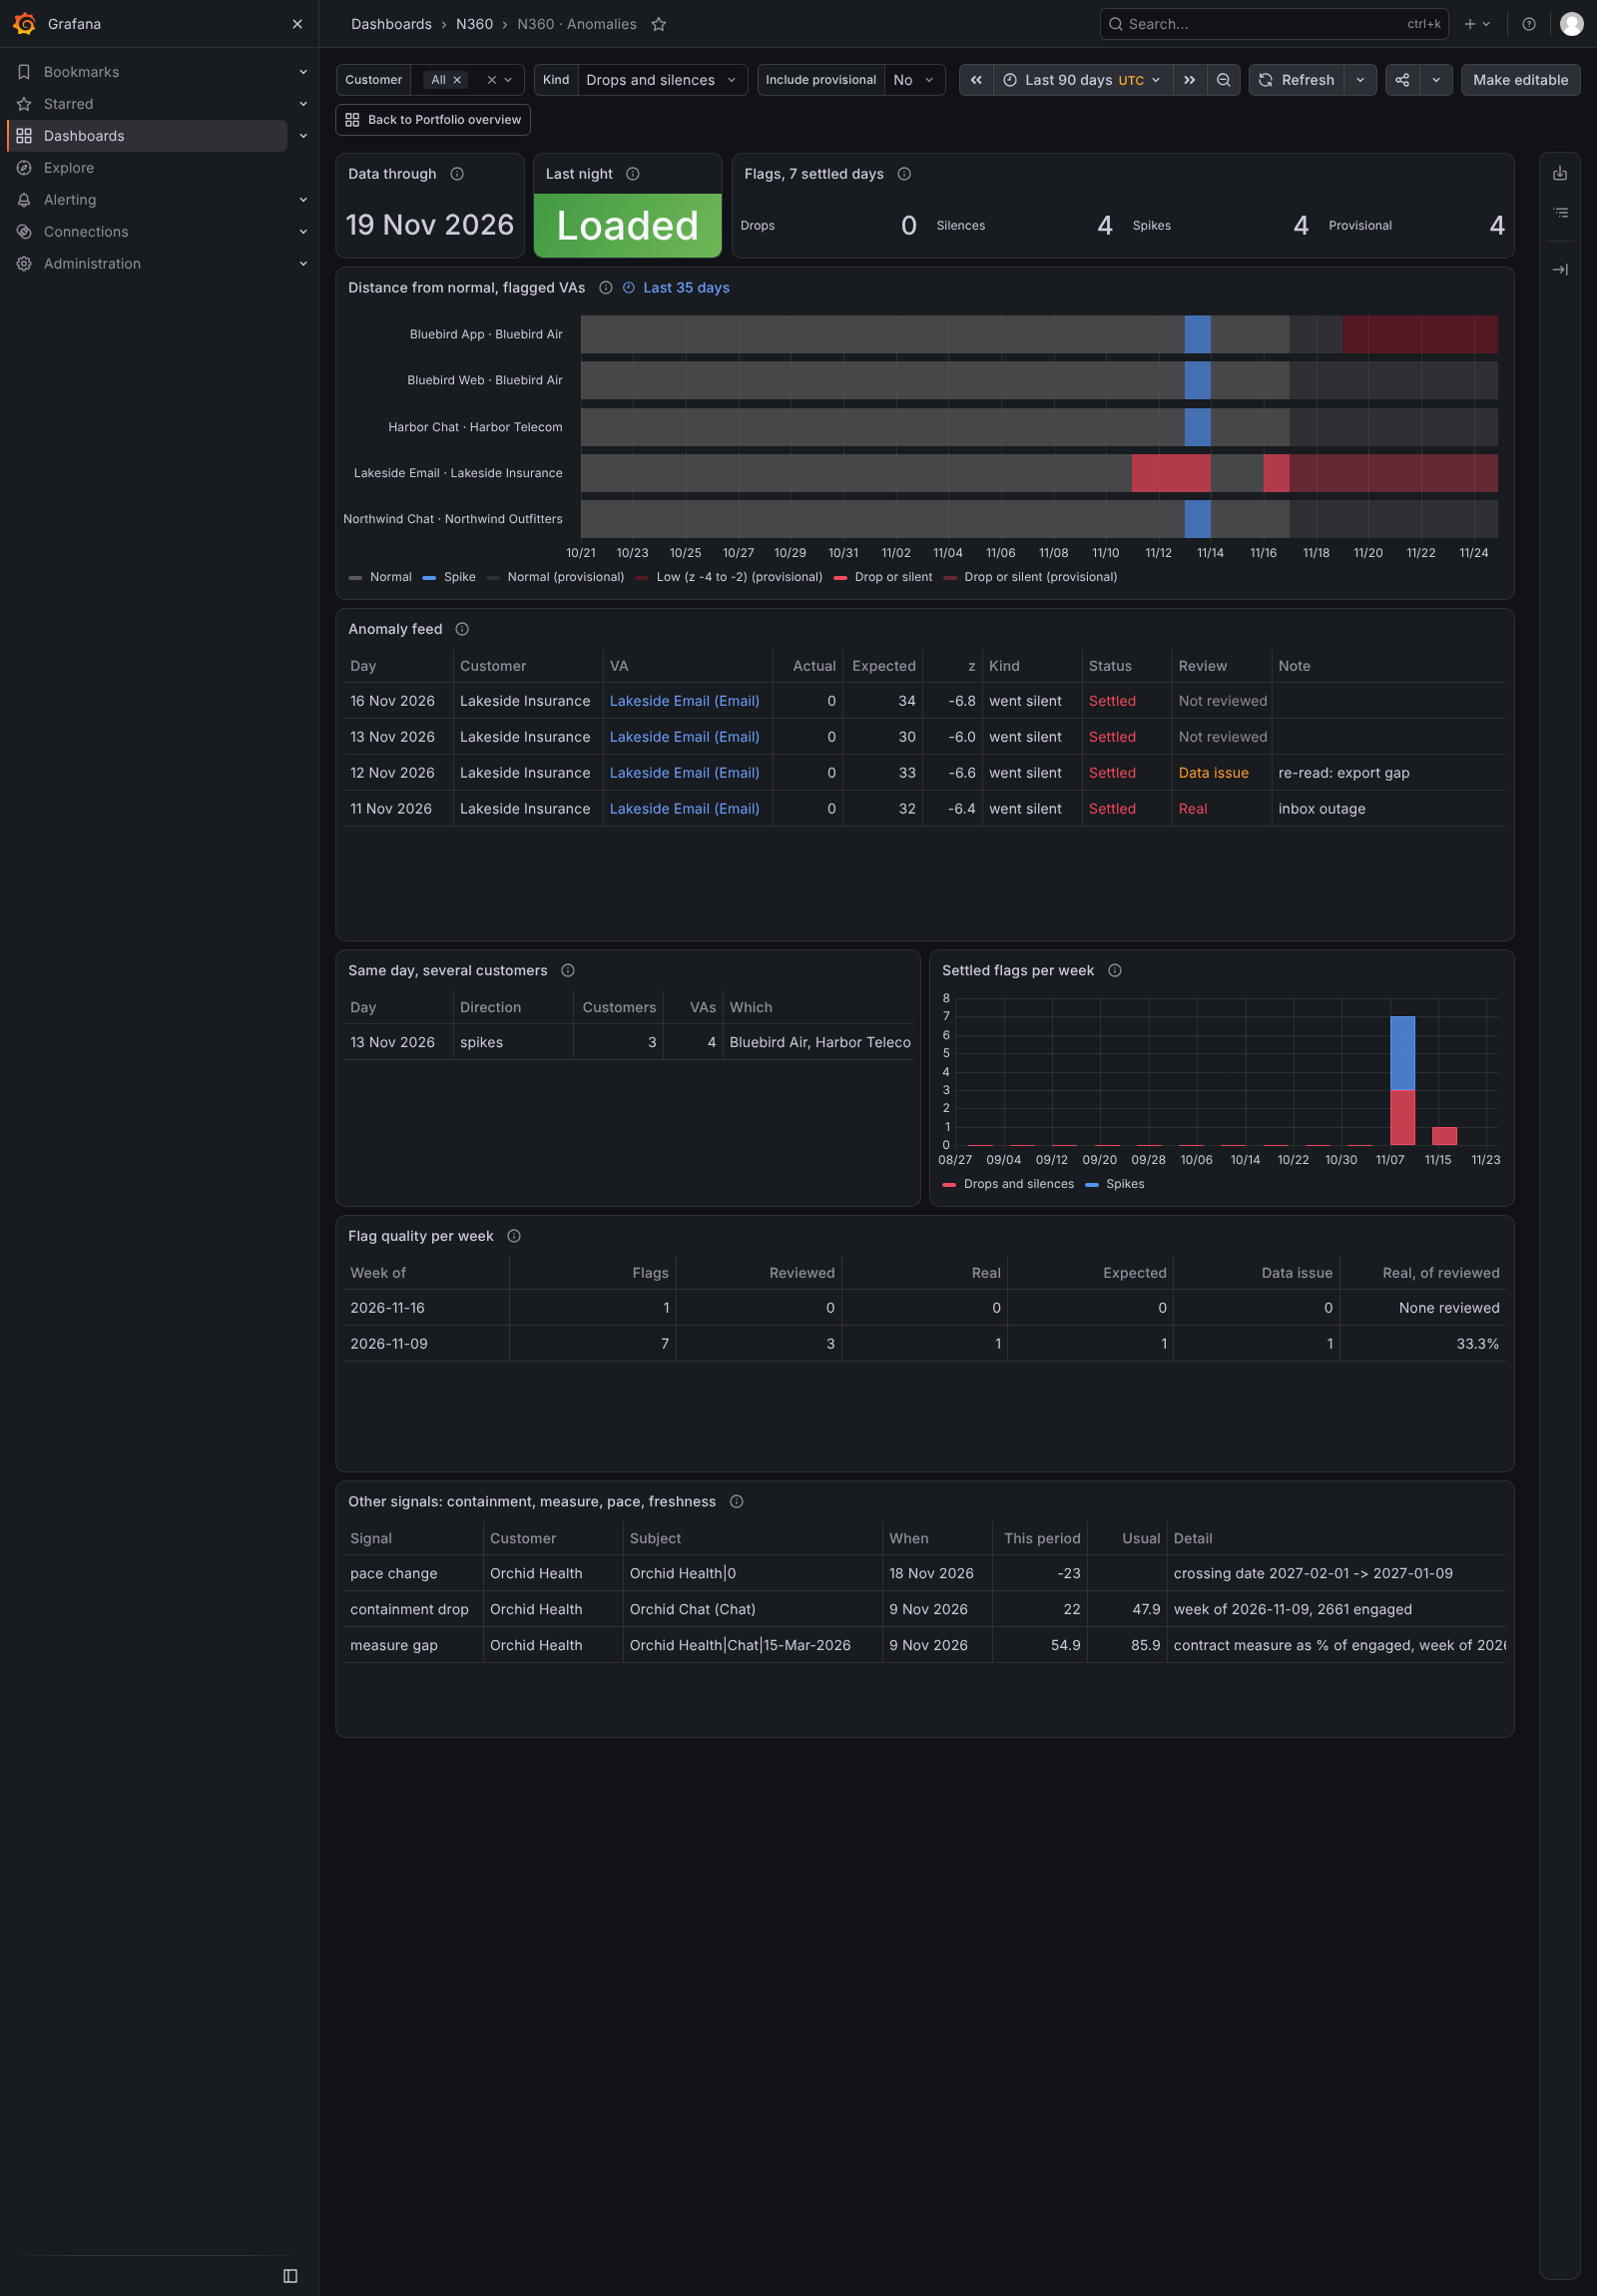 Grafana
Dashboards › N360 › N360 · Anomalies
Search...
ctrl+k
Bookmarks
Starred
Dashboards
Explore
Alerting
Connections
Administration
Customer All Kind Drops and silences Include provisional No
Last 90 days UTC
Refresh
Make editable
Back to Portfolio overview
Data through
19 Nov 2026
Last night
Loaded
Flags, 7 settled days
Drops 0 Silences 4 Spikes 4 Provisional 4
Distance from normal, flagged VAs Last 35 days
Bluebird App · Bluebird Air
Bluebird Web · Bluebird Air
Harbor Chat · Harbor Telecom
Lakeside Email · Lakeside Insurance
Northwind Chat · Northwind Outfitters
10/21 10/23 10/25 10/27 10/29 10/31 11/02 11/04 11/06 11/08 11/10 11/12 11/14 11/16 11/18 11/20 11/22 11/24
Normal Spike Normal (provisional) Low (z -4 to -2) (provisional) Drop or silent Drop or silent (provisional)
Anomaly feed
Day Customer VA Actual Expected z Kind Status Review Note
16 Nov 2026 Lakeside Insurance Lakeside Email (Email) 0 34 -6.8 went silent Settled Not reviewed
13 Nov 2026 Lakeside Insurance Lakeside Email (Email) 0 30 -6.0 went silent Settled Not reviewed
12 Nov 2026 Lakeside Insurance Lakeside Email (Email) 0 33 -6.6 went silent Settled Data issue re-read: export gap
11 Nov 2026 Lakeside Insurance Lakeside Email (Email) 0 32 -6.4 went silent Settled Real inbox outage
Same day, several customers
Day Direction Customers VAs Which
13 Nov 2026 spikes 3 4 Bluebird Air, Harbor Teleco
Settled flags per week
8
7
6
5
4
3
2
1
0
08/27 09/04 09/12 09/20 09/28 10/06 10/14 10/22 10/30 11/07 11/15 11/23
Drops and silences Spikes
Flag quality per week
Week of Flags Reviewed Real Expected Data issue Real, of reviewed
2026-11-16 1 0 0 0 0 None reviewed
2026-11-09 7 3 1 1 1 33.3%
Other signals: containment, measure, pace, freshness
Signal Customer Subject When This period Usual Detail
pace change Orchid Health Orchid Health|0 18 Nov 2026 -23 crossing date 2027-02-01 -> 2027-01-09
containment drop Orchid Health Orchid Chat (Chat) 9 Nov 2026 22 47.9 week of 2026-11-09, 2661 engaged
measure gap Orchid Health Orchid Health|Chat|15-Mar-2026 9 Nov 2026 54.9 85.9 contract measure as % of engaged, week of 2026